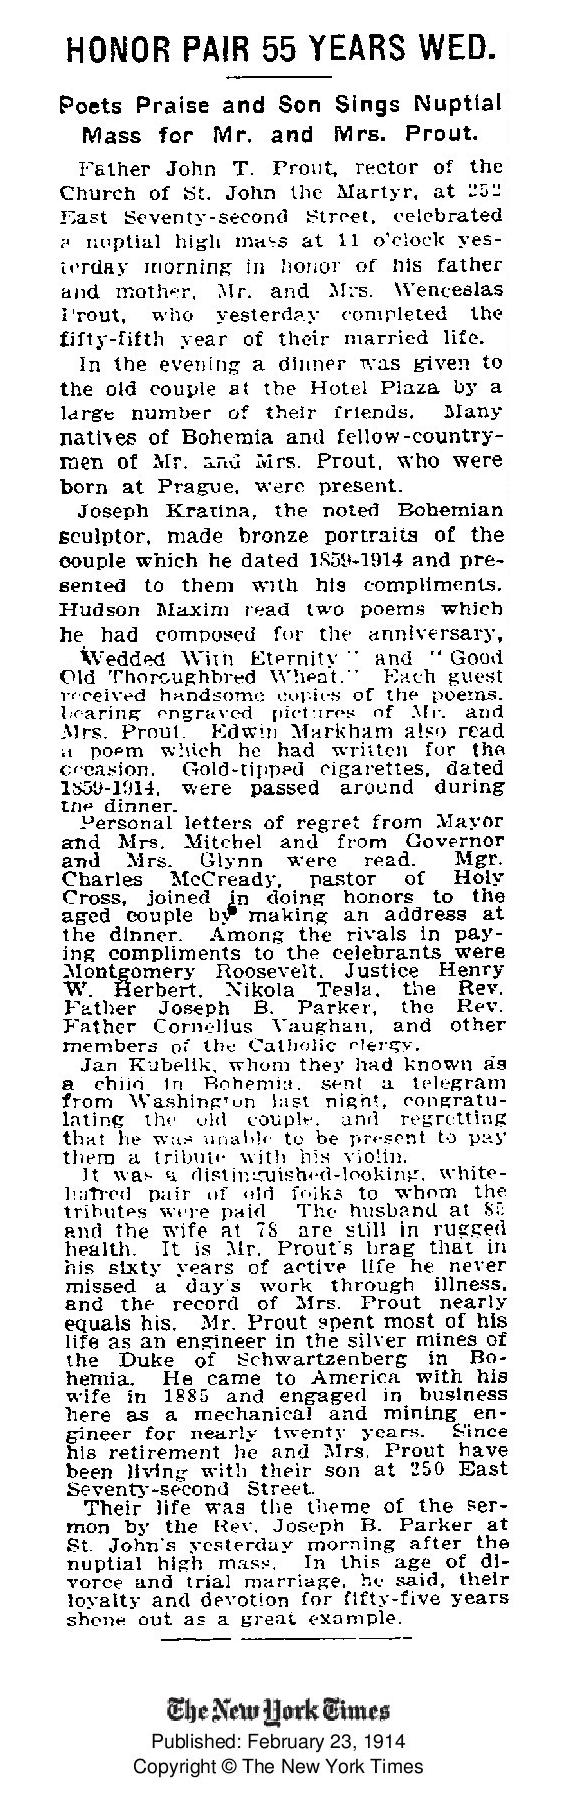 HONOR PAIR 55 YEARS WED.
Poets Praise and Son Sings Nuptial
Mass for Mr. and Mrs. Prout.
Father John T. Prout, rector of the
Church of St. John the Martyr, at 252
East Seventy-second Street, celebrated
a nuptial high mass at 11 o'clock yes-
terday morning in honor of his father
and mother, Mr. and Mrs. Wenceslas
Prout, who yesterday completed the
fifty-fifth year of their married life.
In the evening a dinner was given to
the old couple at the Hotel Plaza by a
large number of their friends. Many
natives of Bohemia and fellow-country-
men of Mr. and Mrs. Prout, who were
born at Prague, were present.
Joseph Kratina, the noted Bohemian
sculptor, made bronze portraits of the
couple which he dated 1859-1914 and pre-
sented to them with his compliments.
Hudson Maxim read two poems which
he had composed for the anniversary,
Wedded With Eternity" and "Good
Old Thoroughbred Wheat." Each guest
received handsome copies of the poems,
bearing engraved pictures of Mr. and
Mrs. Prout. Edwin Markham also read
a poem which he had written for the
occasion. Gold-tipped cigarettes, dated
1859-1914, were passed around during
the dinner.
Personal letters of regret from Mayor
and Mrs. Mitchel and from Governor
and Mrs. Glynn were read. Mgr.
Charles McCready, pastor of Holy
Cross, joined in doing honors to the
aged couple by making an address at
the dinner. Among the rivals in pay-
ing compliments to the celebrants were
Montgomery Roosevelt, Justice Henry
W. Herbert, Nikola Tesla, the Rev.
Father Joseph B. Parker, the Rev.
Father Cornelius Vaughan, and other
members of the Catholic clergy.
Jan Kubelik, whom they had known as
a child in Bohemia, sent a telegram
from Washington last night, congratu-
lating the old couple, and regretting
that he was unable to be present to pay
them a tribute with his violin.
It was a distinguished-looking, white-
haired pair of old folks to whom the
tributes were paid. The husband at 85
and the wife at 78 are still in rugged
health. It is Mr. Prout's brag that in
his sixty years of active life he never
missed a day's work through illness,
and the record of Mrs. Prout nearly
equals his. Mr. Prout spent most of his
life as an engineer in the silver mines of
the Duke of Schwartzenberg in Bo-
hemia. He came to America with his
wife in 1885 and engaged in business
here as a mechanical and mining en-
gineer for nearly twenty years. Since
his retirement he and Mrs. Prout have
been living with their son at 250 East
Seventy-second Street.
Their life was the theme of the ser-
mon by the Rev. Joseph B. Parker at
St. John's yesterday morning after the
nuptial high mass. In this age of di-
vorce and trial marriage, he said, their
loyalty and devotion for fifty-five years
shone out as a great example.
The New York Times
Published: February 23, 1914
Copyright © The New York Times